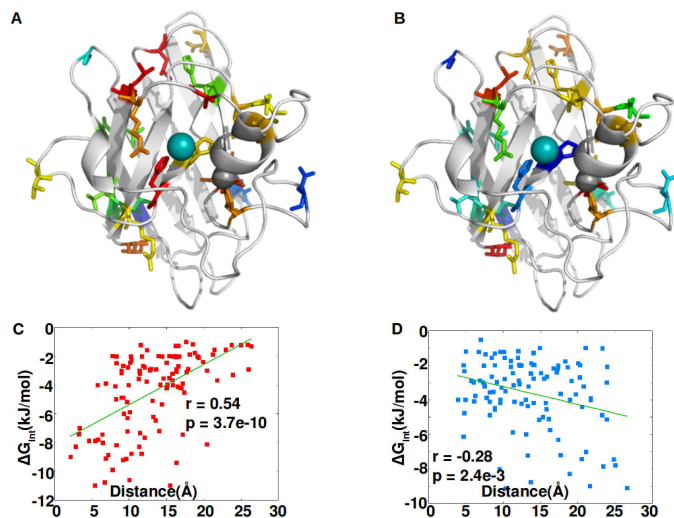 A
B
C
0
-2
-4
-6
-8
-10
-12
ΔG_Int(kJ/mol)
r = 0.54
p = 3.7e-10
Distance(Å)
0 5 10 15 20 25 30
D
0
-2
-4
-6
-8
-10
ΔG_Int(kJ/mol)
r = -0.28
p = 2.4e-3
Distance(Å)
0 5 10 15 20 25 30